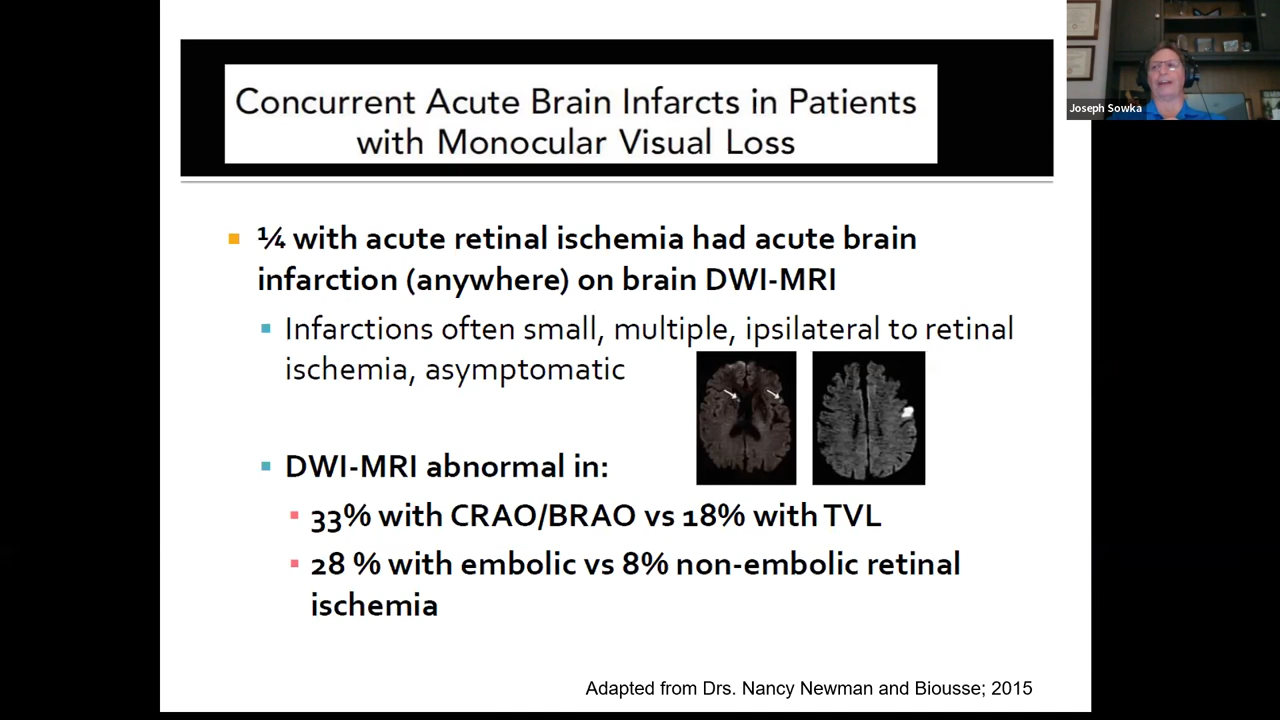 Concurrent Acute Brain Infarcts in Patients
with Monocular Visual Loss
Joseph Sowka
¼ with acute retinal ischemia had acute brain
infarction (anywhere) on brain DWI-MRI
Infarctions often small, multiple, ipsilateral to retinal
ischemia, asymptomatic
DWI-MRI abnormal in:
33% with CRAO/BRAO vs 18% with TVL
28 % with embolic vs 8% non-embolic retinal
ischemia
Adapted from Drs. Nancy Newman and Biousse; 2015